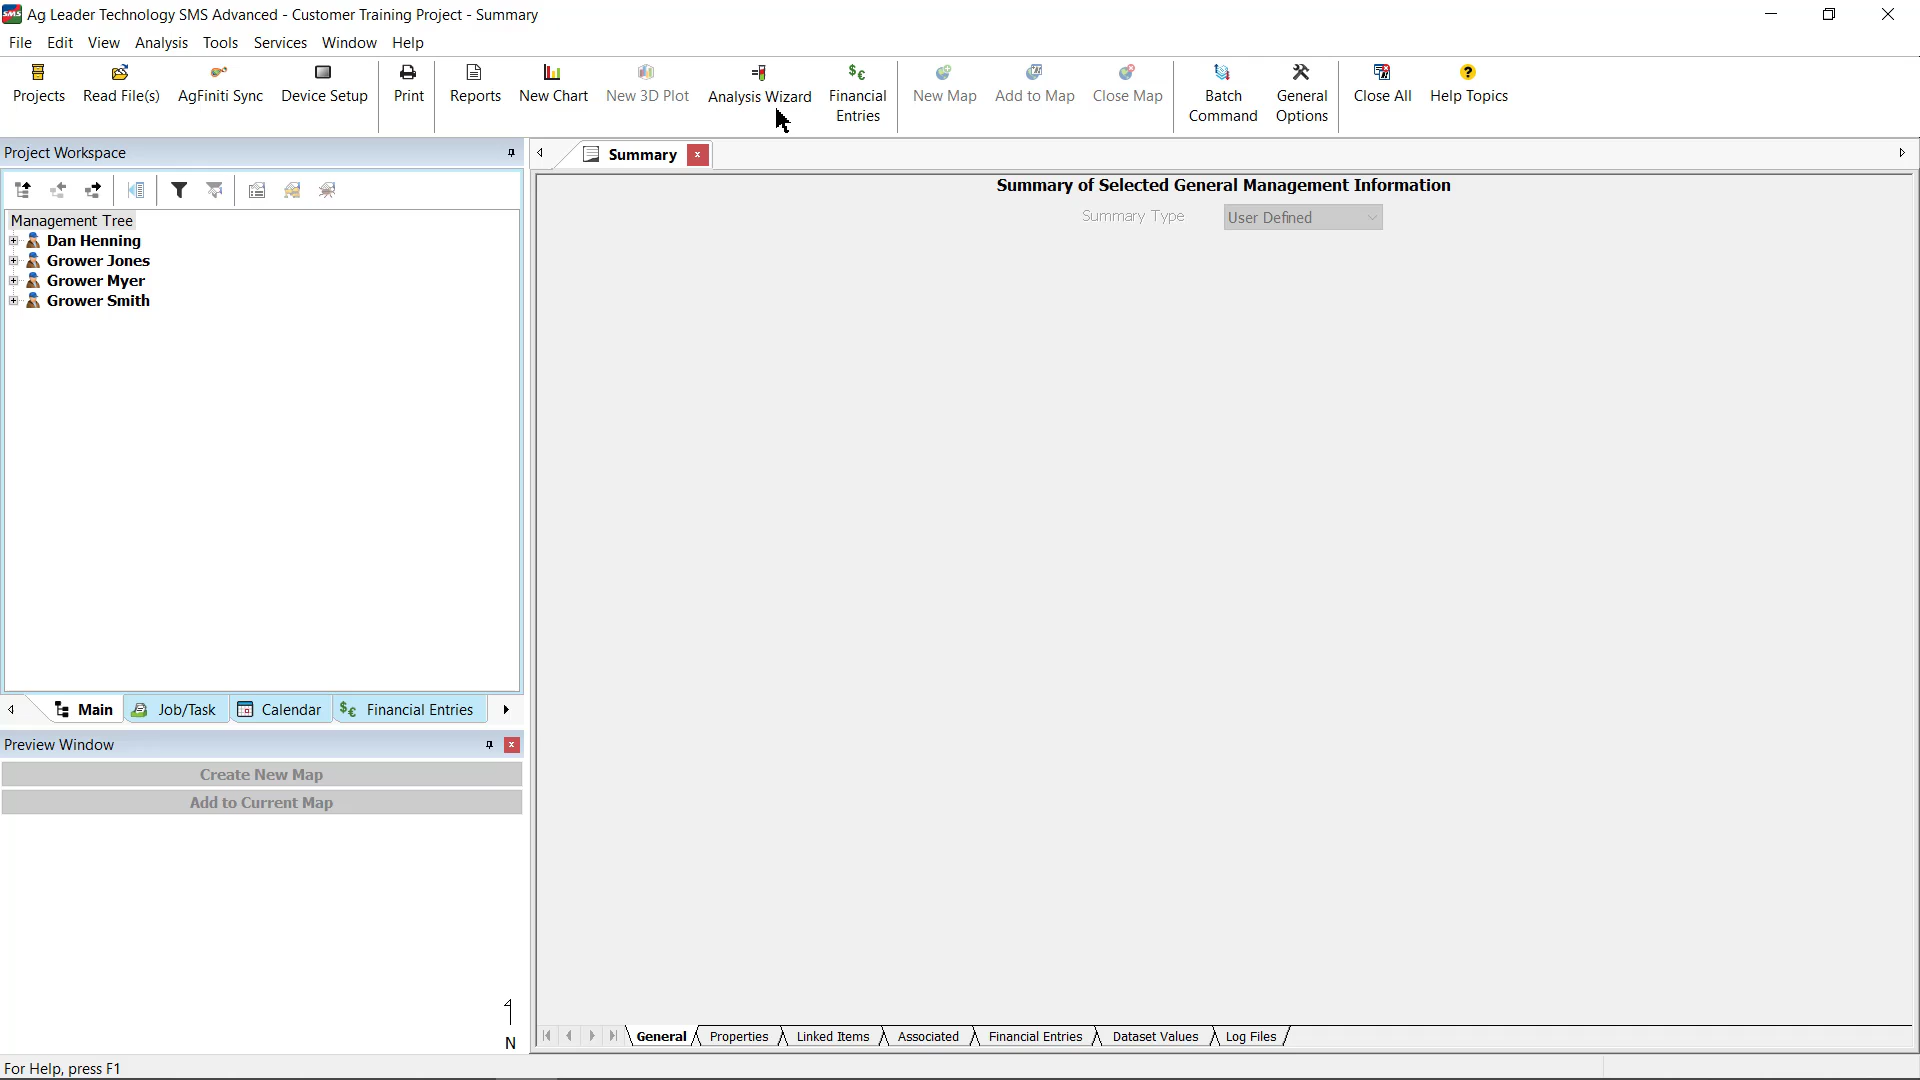 SMS Ag Leader Technology SMS Advanced - Customer Training Project - Summary
File Edit View Analysis Tools Services Window Help
Projects Read File(s) AgFiniti Sync Device Setup Print Reports New Chart New 3D Plot Analysis Wizard Financial Entries New Map Add to Map Close Map Batch Command General Options Close All Help Topics
Project Workspace
Summary
Management Tree
Dan Henning
Grower Jones
Grower Myer
Grower Smith
Main Job/Task Calendar Financial Entries
Preview Window
Create New Map
Add to Current Map
N
Summary of Selected General Management Information
Summary Type User Defined
General Properties Linked Items Associated Financial Entries Dataset Values Log Files
For Help, press F1